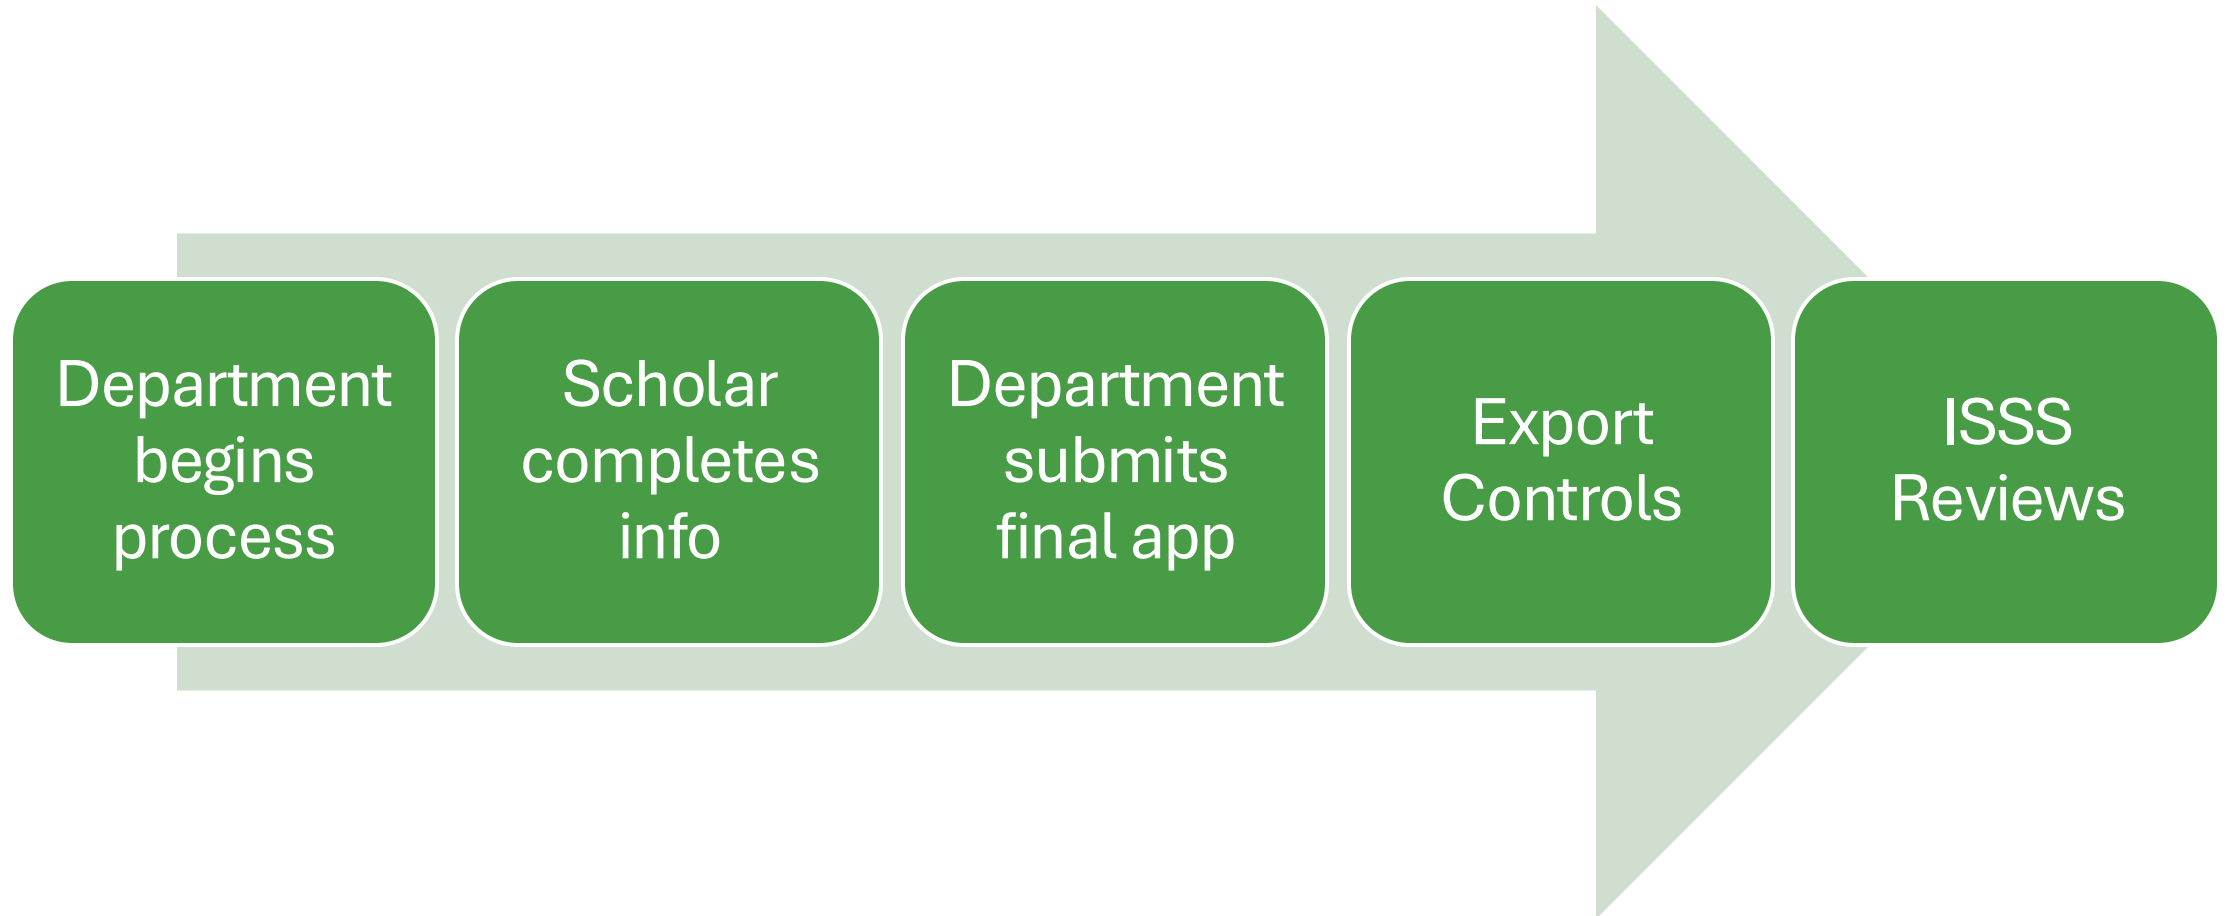 Department
begins
process
Scholar
completes
info
Department
submits
final app
Export
Controls
ISSS
Reviews